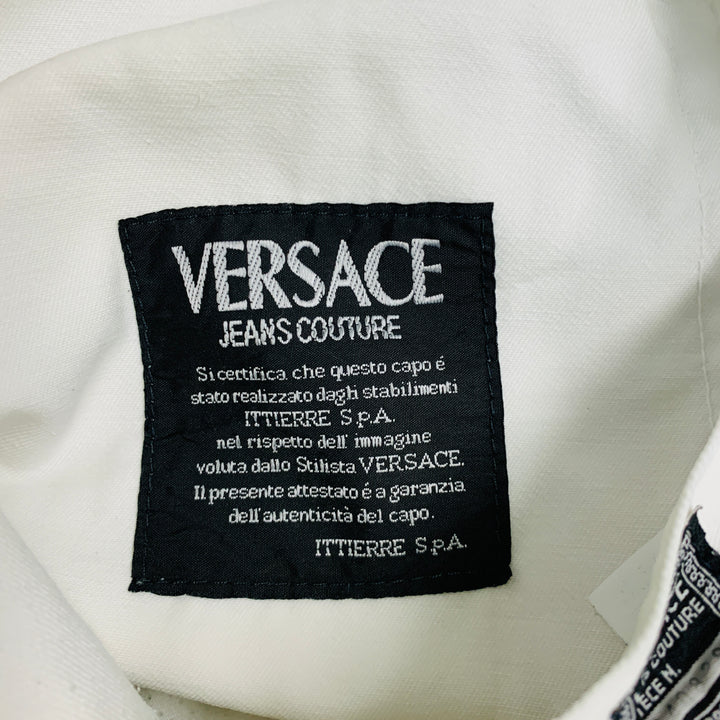 VERSACE
JEANS COUTURE
Si certifica che questo capo é
stato realizzato dagli stabilimenti
ITTIERRE S.p.A.
nel rispetto dell' immagine
voluta dallo Stilista VERSACE.
Il presente attestato é a garanzia
dell'autenticità del capo.
ITTIERRE S.p.A.
COUTURE